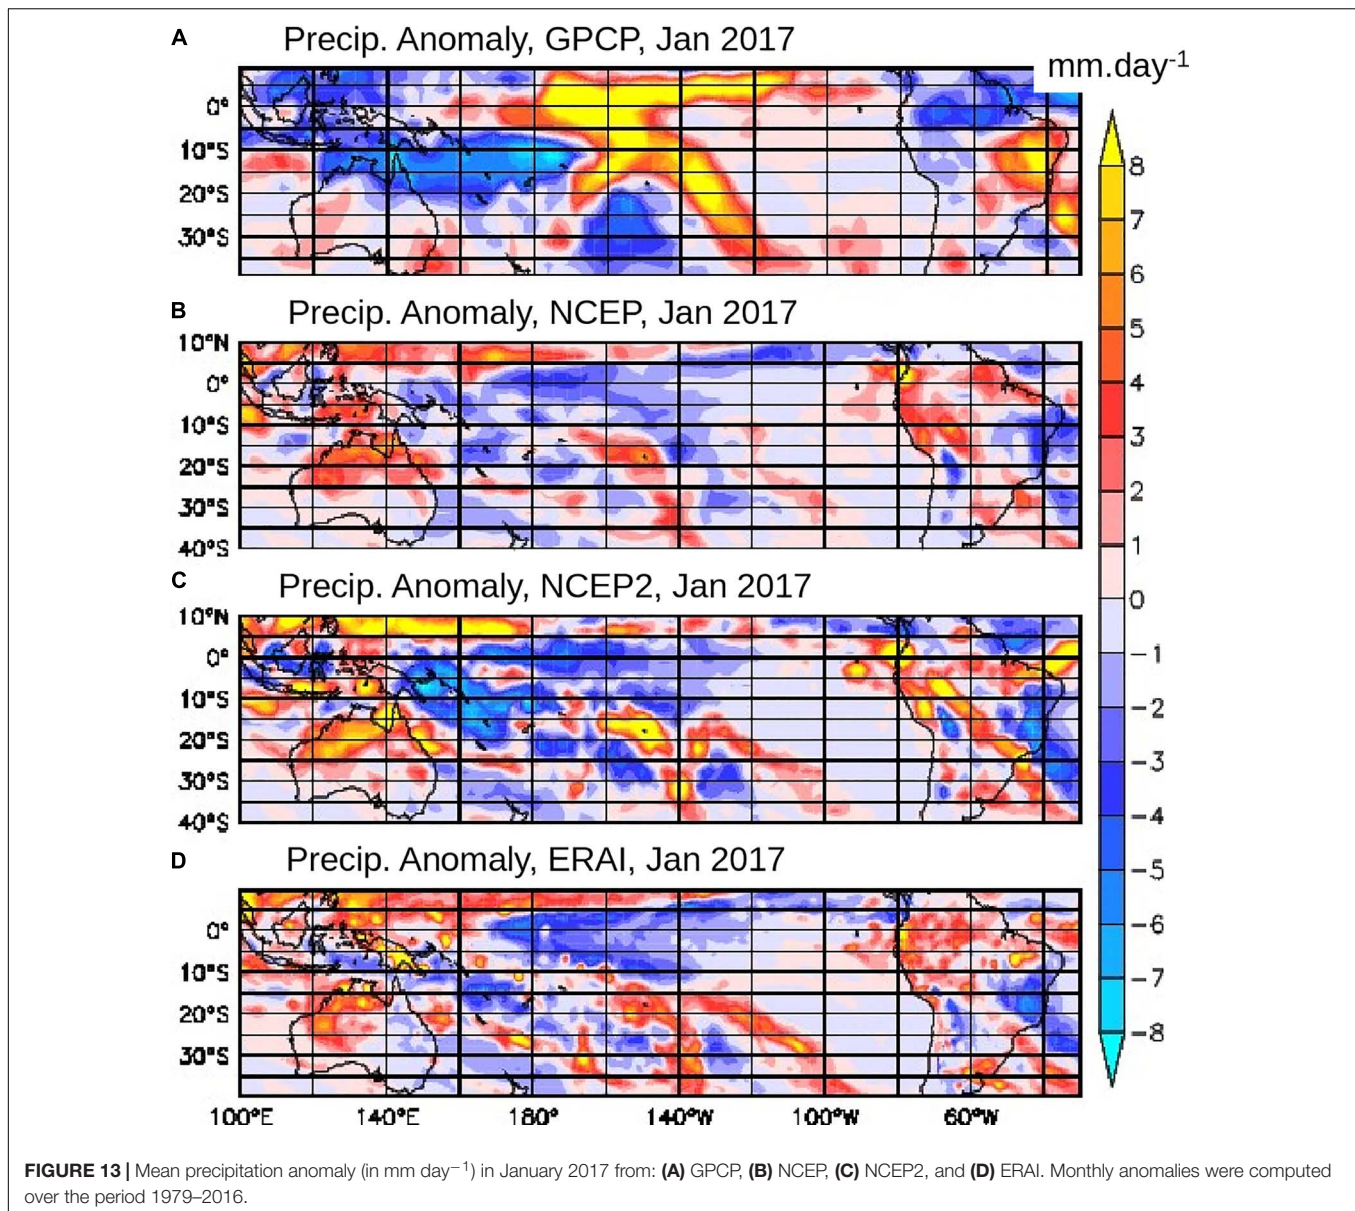 A
Precip. Anomaly, GPCP, Jan 2017
mm.day-1
0°
10°S
20°S
30°S
B
Precip. Anomaly, NCEP, Jan 2017
10°N
0°
10°S
20°S
30°S
40°S
C
Precip. Anomaly, NCEP2, Jan 2017
10°N
0°
10°S
20°S
30°S
40°S
D
Precip. Anomaly, ERAI, Jan 2017
0°
10°S
20°S
30°S
100°E 140°E 180° 140°W 100°W 60°W
8
7
6
5
4
3
2
1
0
−1
−2
−3
−4
−5
−6
−7
−8
FIGURE 13 | Mean precipitation anomaly (in mm day−1) in January 2017 from: (A) GPCP, (B) NCEP, (C) NCEP2, and (D) ERAI. Monthly anomalies were computed
over the period 1979–2016.